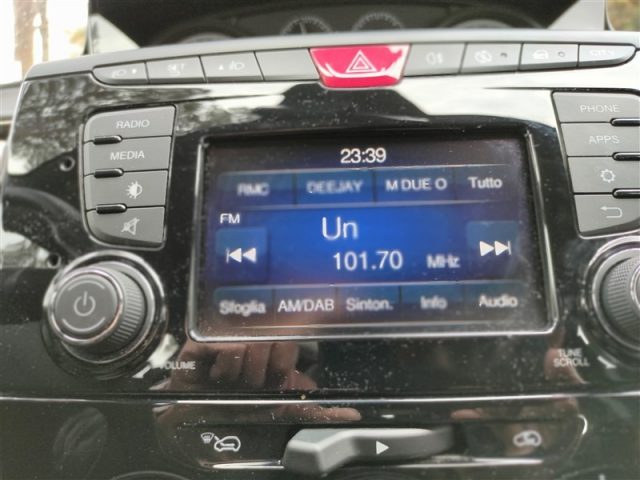 CITY
RADIO
MEDIA
PHONE
APPS
23:39
RMC DEEJAY M DUE O Tutto
FM
Un
101.70 MHz
Sfoglia AM/DAB Sinton. Info Audio
VOLUME
TUNE
SCROLL